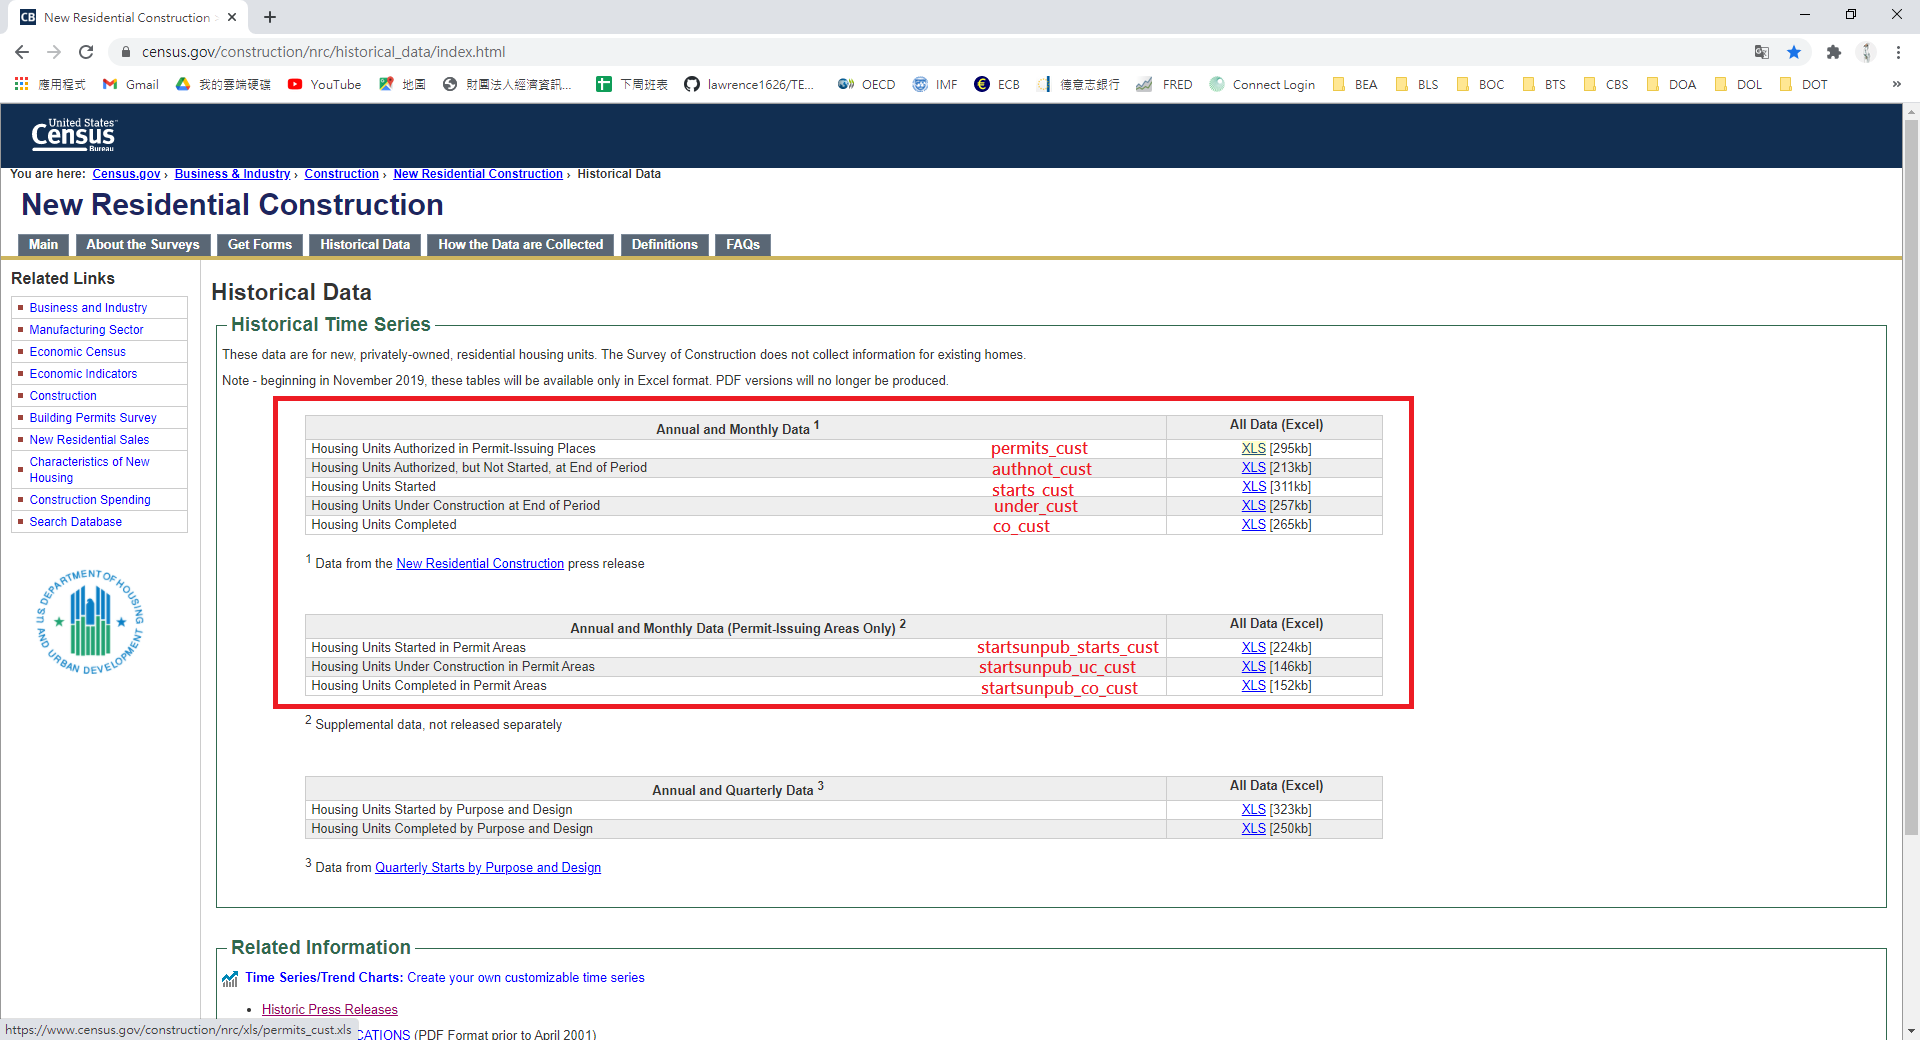 New Residential Construction
census.gov/construction/nrc/historical_data/index.html
應用程式 Gmail 我的雲端硬碟 YouTube 地圖 財團法人經濟資訊... 下周班表 lawrence1626/TE... OECD IMF ECB 德意志銀行 FRED Connect Login BEA BLS BOC BTS CBS DOA DOL DOT »
United States™
Census
Bureau
You are here: Census.gov › Business & Industry › Construction › New Residential Construction › Historical Data
New Residential Construction
Main About the Surveys Get Forms Historical Data How the Data are Collected Definitions FAQs
Related Links
Business and Industry
Manufacturing Sector
Economic Census
Economic Indicators
Construction
Building Permits Survey
New Residential Sales
Characteristics of New
Housing
Construction Spending
Search Database
U.S. DEPARTMENT OF HOUSING AND URBAN DEVELOPMENT
Historical Data
Historical Time Series
These data are for new, privately-owned, residential housing units. The Survey of Construction does not collect information for existing homes.
Note - beginning in November 2019, these tables will be available only in Excel format. PDF versions will no longer be produced.
Annual and Monthly Data 1 All Data (Excel)
Housing Units Authorized in Permit-Issuing Places permits_cust XLS [295kb]
Housing Units Authorized, but Not Started, at End of Period authnot_cust XLS [213kb]
Housing Units Started starts_cust XLS [311kb]
Housing Units Under Construction at End of Period under_cust XLS [257kb]
Housing Units Completed co_cust XLS [265kb]
1 Data from the New Residential Construction press release
Annual and Monthly Data (Permit-Issuing Areas Only) 2 All Data (Excel)
Housing Units Started in Permit Areas startsunpub_starts_cust XLS [224kb]
Housing Units Under Construction in Permit Areas startsunpub_uc_cust XLS [146kb]
Housing Units Completed in Permit Areas startsunpub_co_cust XLS [152kb]
2 Supplemental data, not released separately
Annual and Quarterly Data 3 All Data (Excel)
Housing Units Started by Purpose and Design XLS [323kb]
Housing Units Completed by Purpose and Design XLS [250kb]
3 Data from Quarterly Starts by Purpose and Design
Related Information
Time Series/Trend Charts: Create your own customizable time series
• Historic Press Releases
https://www.census.gov/construction/nrc/xls/permits_cust.xls
CATIONS (PDF Format prior to April 2001)